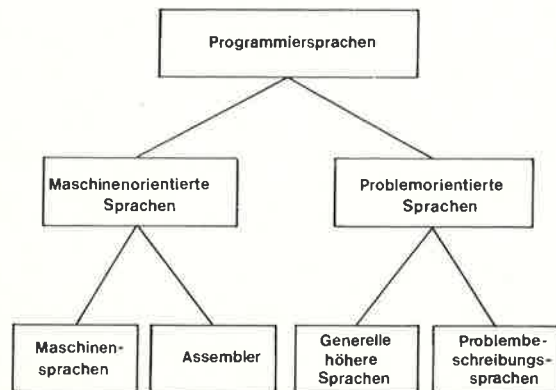 Programmiersprachen
Maschinenorientierte
Sprachen
Problemorientierte
Sprachen
Maschinen-
sprachen
Assembler
Generelle
höhere
Sprachen
Problembe-
schreibungs-
sprachen